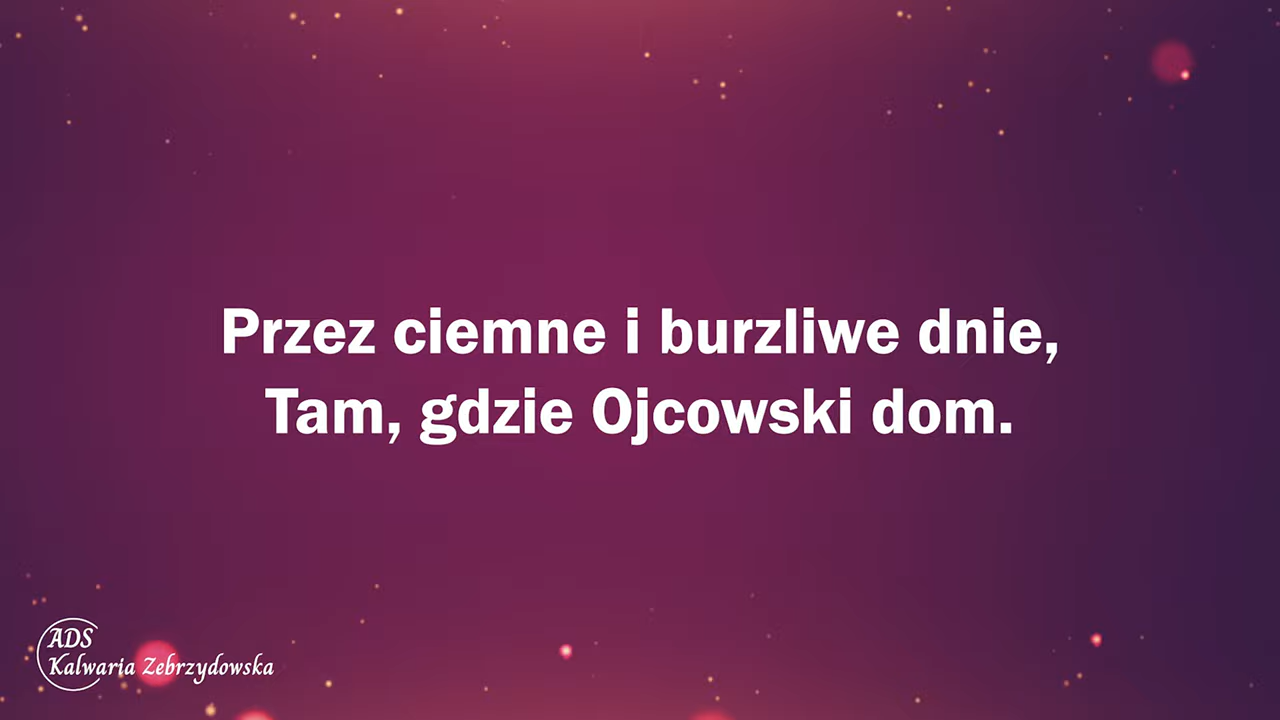 Przez ciemne i burzliwe dnie,
Tam, gdzie Ojcowski dom.
ADS
Kalwaria Zebrzydowska